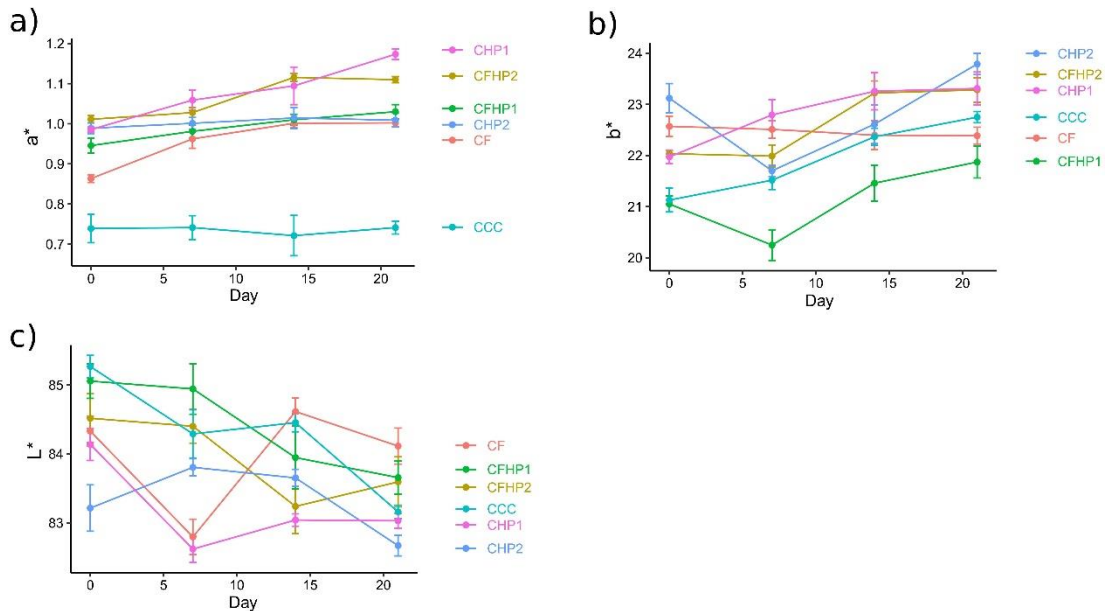 a)
1.2
1.1
1.0
0.9
0.8
0.7
a*
0
5
10
15
20
Day
CHP1
CFHP2
CFHP1
CHP2
CF
CCC
b)
24
23
22
21
20
b*
0
5
10
15
20
Day
CHP2
CFHP2
CHP1
CCC
CF
CFHP1
c)
85
84
83
L*
0
5
10
15
20
Day
CF
CFHP1
CFHP2
CCC
CHP1
CHP2